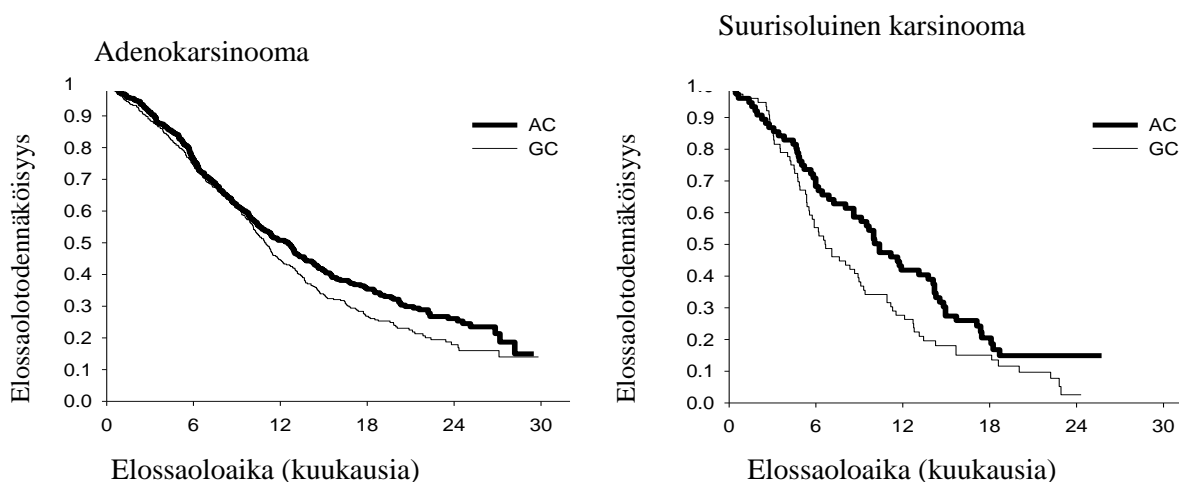 Adenokarsinooma
Elossaolotodennäköisyys
1
0.9
0.8
0.7
0.6
0.5
0.4
0.3
0.2
0.1
0.0
AC
GC
0 6 12 18 24 30
Elossaoloaika (kuukausia)
Suurisoluinen karsinooma
Elossaolotodennäköisyys
1.0
0.9
0.8
0.7
0.6
0.5
0.4
0.3
0.2
0.1
0.0
AC
GC
0 6 12 18 24 30
Elossaoloaika (kuukausia)